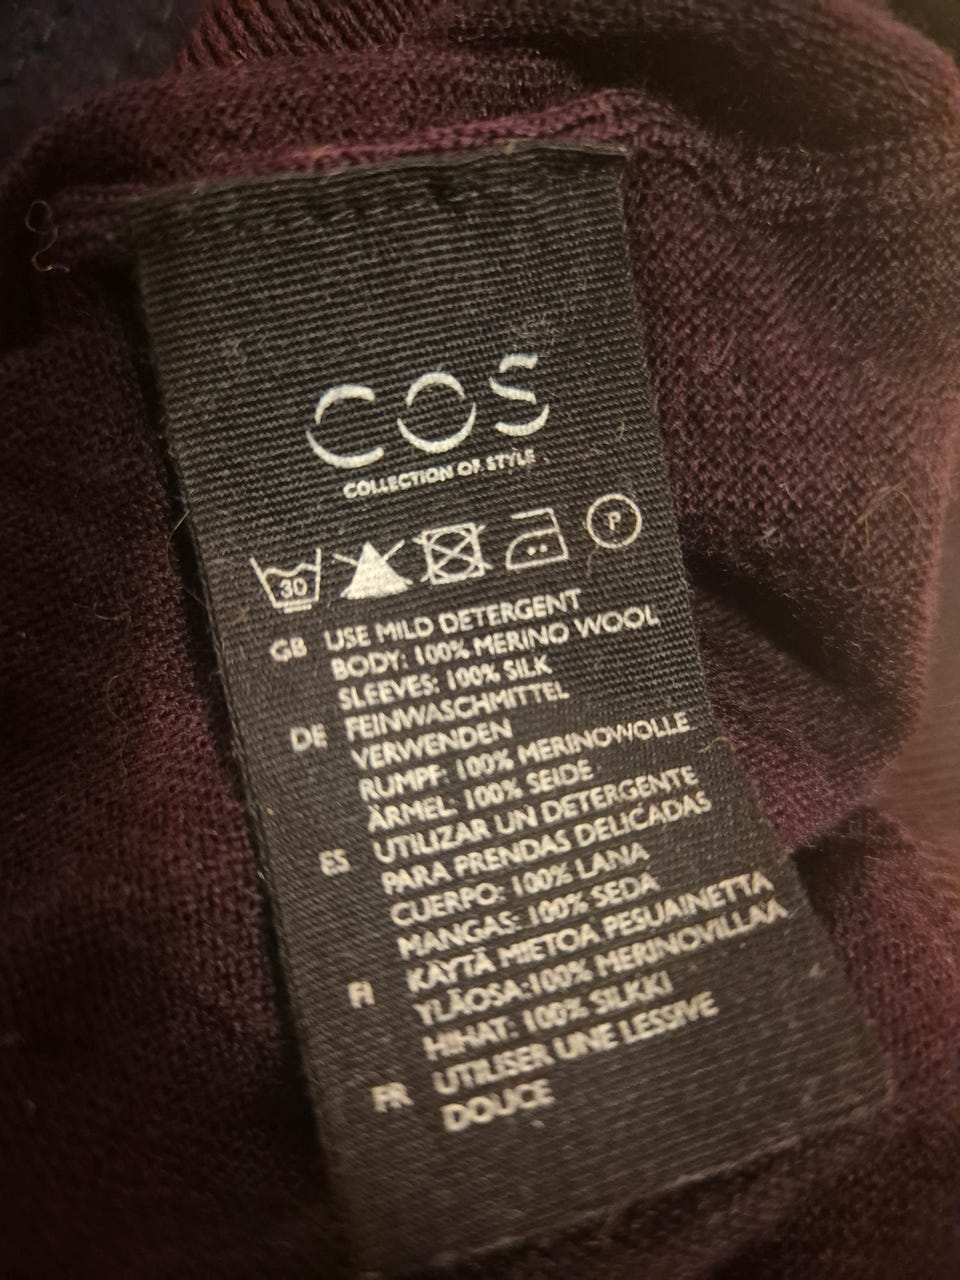 COS
COLLECTION OF STYLE
30
P
GB USE MILD DETERGENT
BODY: 100% MERINO WOOL
SLEEVES: 100% SILK
DE FEINWASCHMITTEL
VERWENDEN
RUMPF: 100% MERINOWOLLE
ÄRMEL: 100% SEIDE
ES UTILIZAR UN DETERGENTE
PARA PRENDAS DELICADAS
CUERPO: 100% LANA
MANGAS: 100% SEDA
FI KÄYTÄ MIETOA PESUAINETTA
YLÄOSA:100% MERINOVILLAA
HIHAT: 100% SILKKI
FR UTILISER UNE LESSIVE
DOUCE